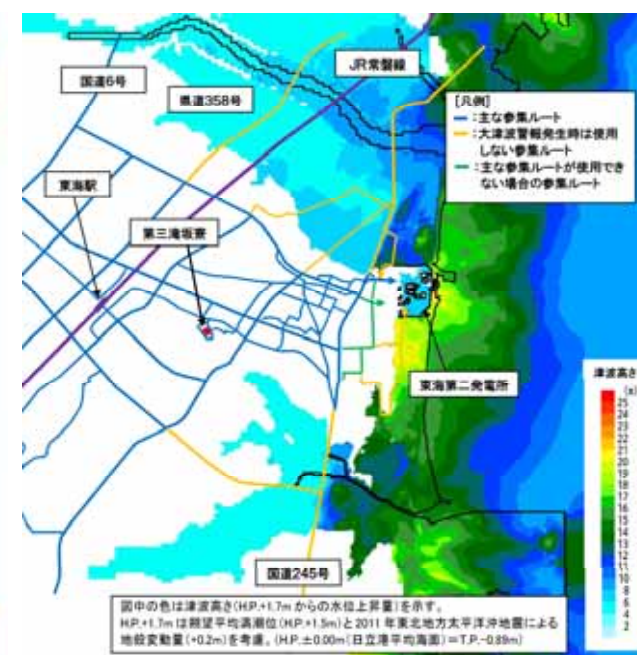 国道6号
県道358号
JR常磐線
[凡例]
:主な参集ルート
:大津波警報発生時は使用
しない参集ルート
:主な参集ルートが使用でき
ない場合の参集ルート
東海駅
第三滝坂寮
東海第二発電所
津波高さ
(m)
25
24
23
22
21
20
19
18
17
16
15
14
13
12
11
10
8
6
4
2
国道245号
図中の色は津波高さ(H.P.+1.7mからの水位上昇量)を示す。
H.P.+1.7mは朔望平均満潮位(H.P.+1.5m)と2011年東北地方太平洋沖地震による
地殻変動量(+0.2m)を考慮。(H.P.±0.00m(日立港平均海面)=T.P.-0.89m)